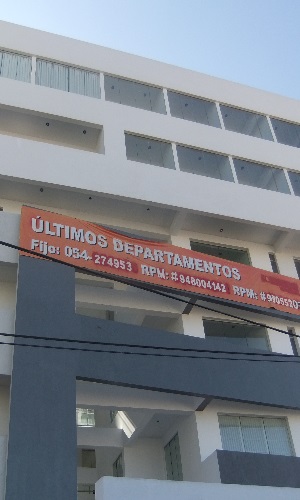 ÚLTIMOS DEPARTAMENTOS
Fijo: 054-274953 RPM: #948004142 RPM: